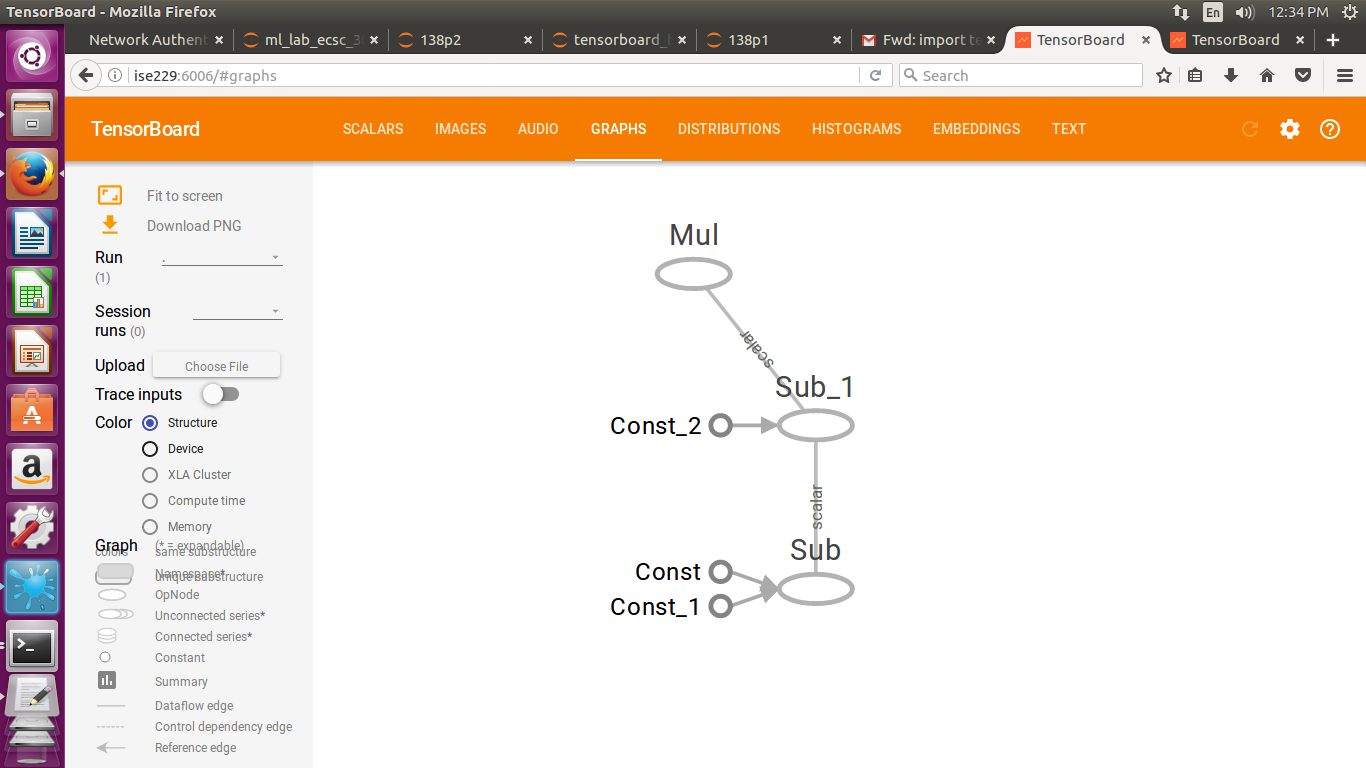 TensorBoard - Mozilla Firefox
En
12:34 PM
Network Authent
ml_lab_ecsc_3
138p2
tensorboard_
138p1
Fwd: import te
TensorBoard
TensorBoard
ise229:6006/#graphs
Search
TensorBoard
SCALARS
IMAGES
AUDIO
GRAPHS
DISTRIBUTIONS
HISTOGRAMS
EMBEDDINGS
TEXT
Fit to screen
Download PNG
Run
(1)
.
Session
runs (0)
Upload
Choose File
Trace inputs
Color
Structure
Device
XLA Cluster
Compute time
Memory
Graph
(* = expandable)
colors
same substructure
Namespace*
unique substructure
OpNode
Unconnected series*
Connected series*
Constant
Summary
Dataflow edge
Control dependency edge
Reference edge
Mul
scalar
Sub_1
Const_2
scalar
Sub
Const
Const_1